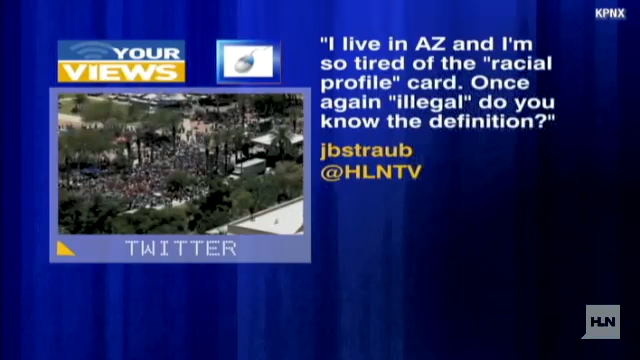 KPNX
YOUR
ViEWS
"I live in AZ and I'm
so tired of the "racial
profile" card. Once
again "illegal" do you
know the definition?"
jbstraub
@HLNTV
TWITTER
HLN